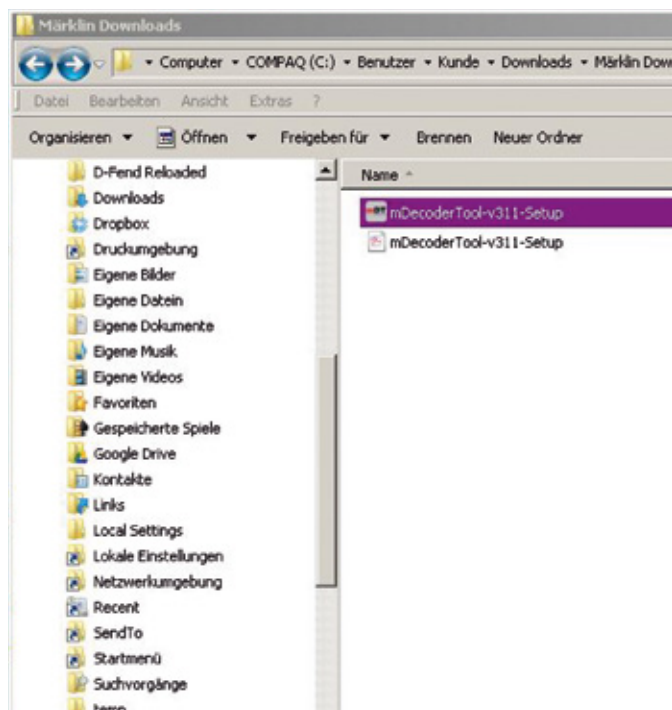 Märklin Downloads
Computer COMPAQ (C:) Benutzer Kunde Downloads Märklin Dow
Datei Bearbeiten Ansicht Extras ?
Organisieren Öffnen Freigeben für Brennen Neuer Ordner
D-Fend Reloaded
Downloads
Dropbox
Druckumgebung
Eigene Bilder
Eigene Datein
Eigene Dokumente
Eigene Musik
Eigene Videos
Favoriten
Gespeicherte Spiele
Google Drive
Kontakte
Links
Local Settings
Lokale Einstellungen
Netzwerkumgebung
Recent
SendTo
Startmenü
Suchvorgänge
temp
Name
mDecoderTool-v311-Setup
mDecoderTool-v311-Setup